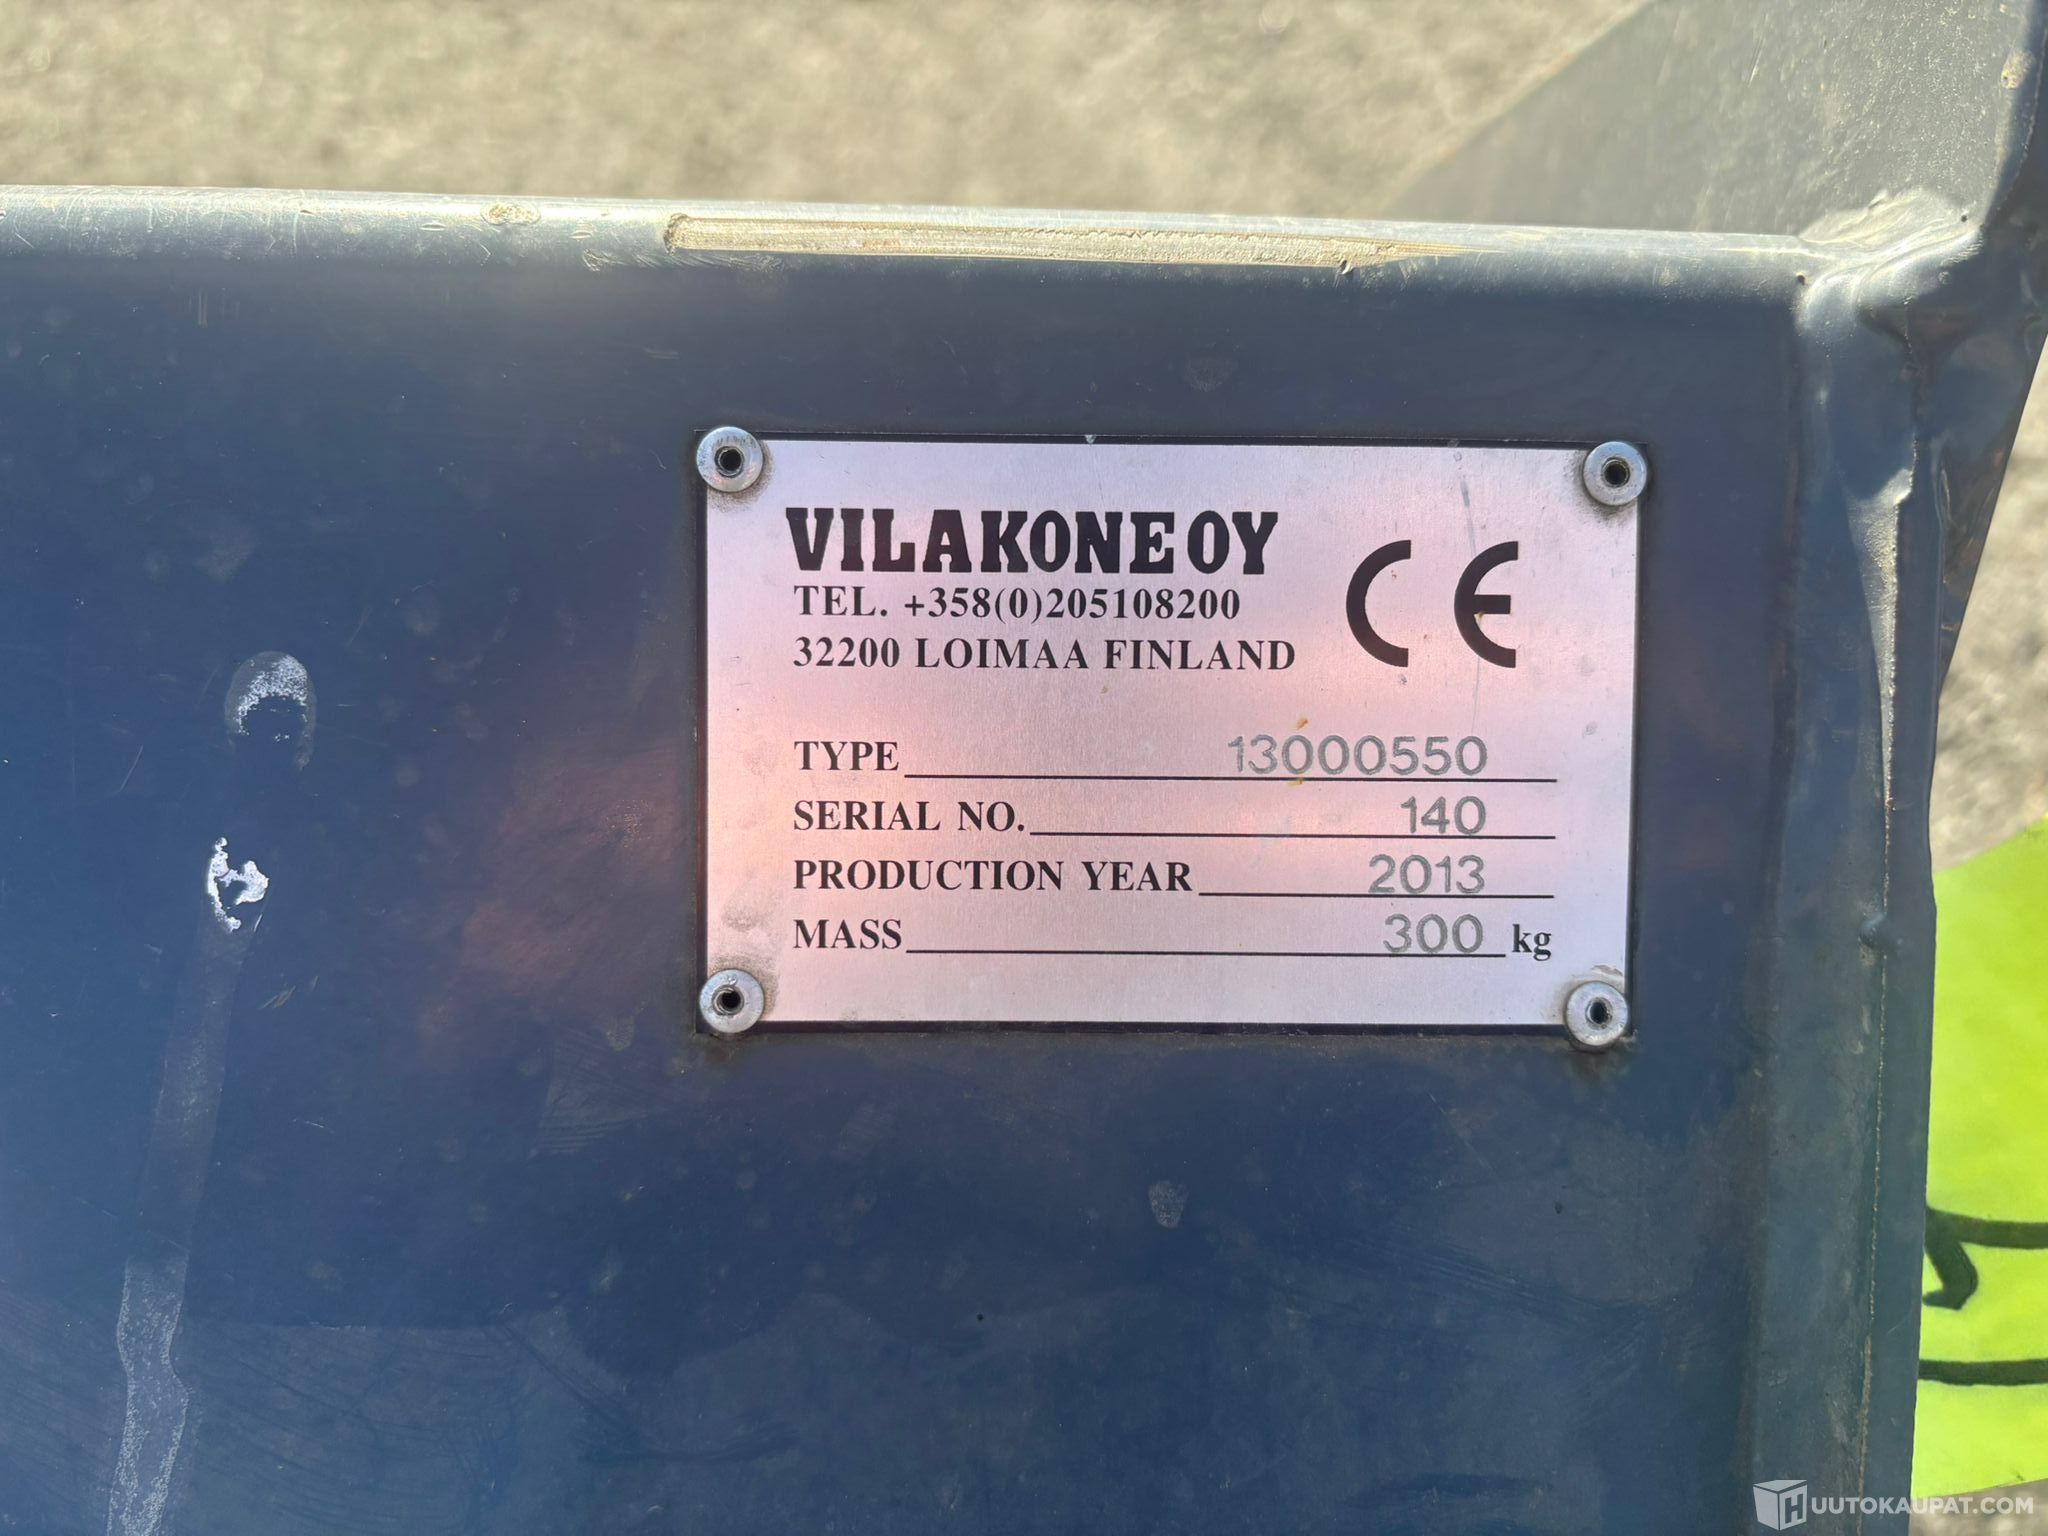 VILAKONE OY
TEL. +358(0)205108200
32200 LOIMAA FINLAND
CE
TYPE 13000550
SERIAL NO. 140
PRODUCTION YEAR 2013
MASS 300 kg
HUUTOKAUPAT.COM